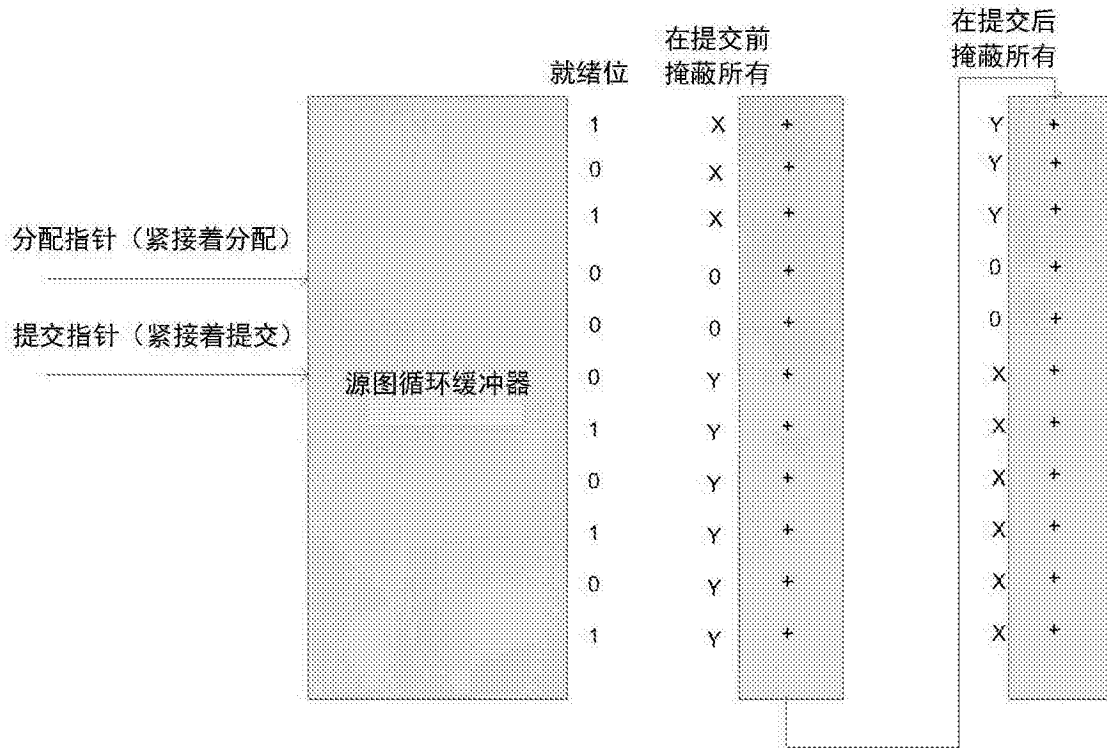 在提交前
掩蔽所有
在提交后
掩蔽所有
就绪位
1 X + Y +
0 X + Y +
1 X + Y +
分配指针（紧接着分配）
0 0 + 0 +
提交指针（紧接着提交）
0 0 + 0 +
源图循环缓冲器
0 Y + X +
1 Y + X +
0 Y + X +
1 Y + X +
0 Y + X +
1 Y + X +